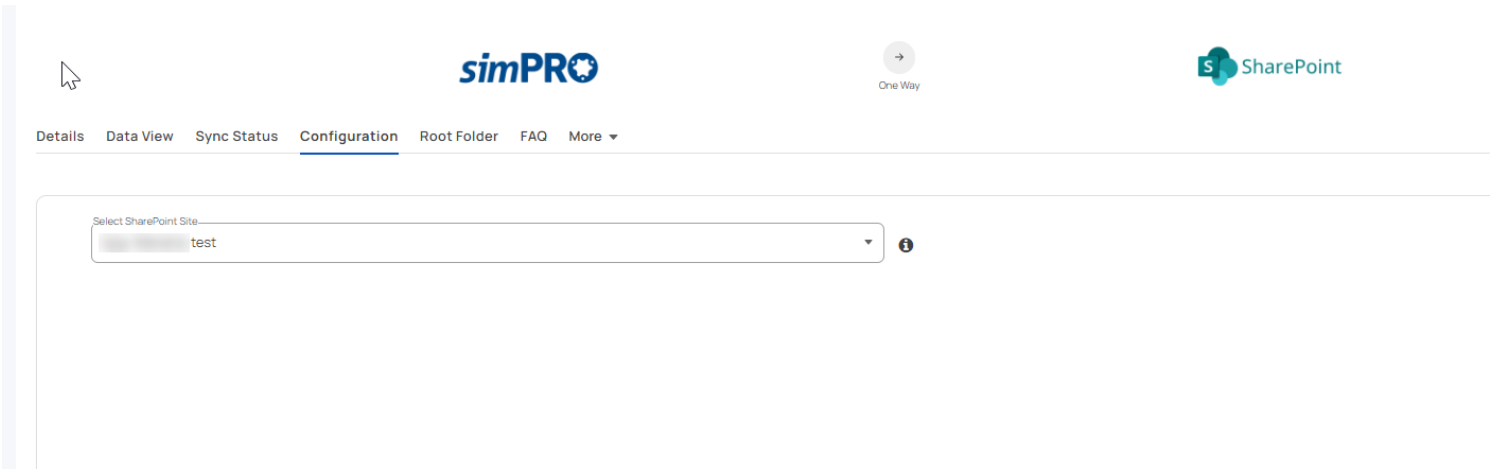 simPRO
One Way
S SharePoint
Details Data View Sync Status Configuration Root Folder FAQ More
Select SharePoint Site
test